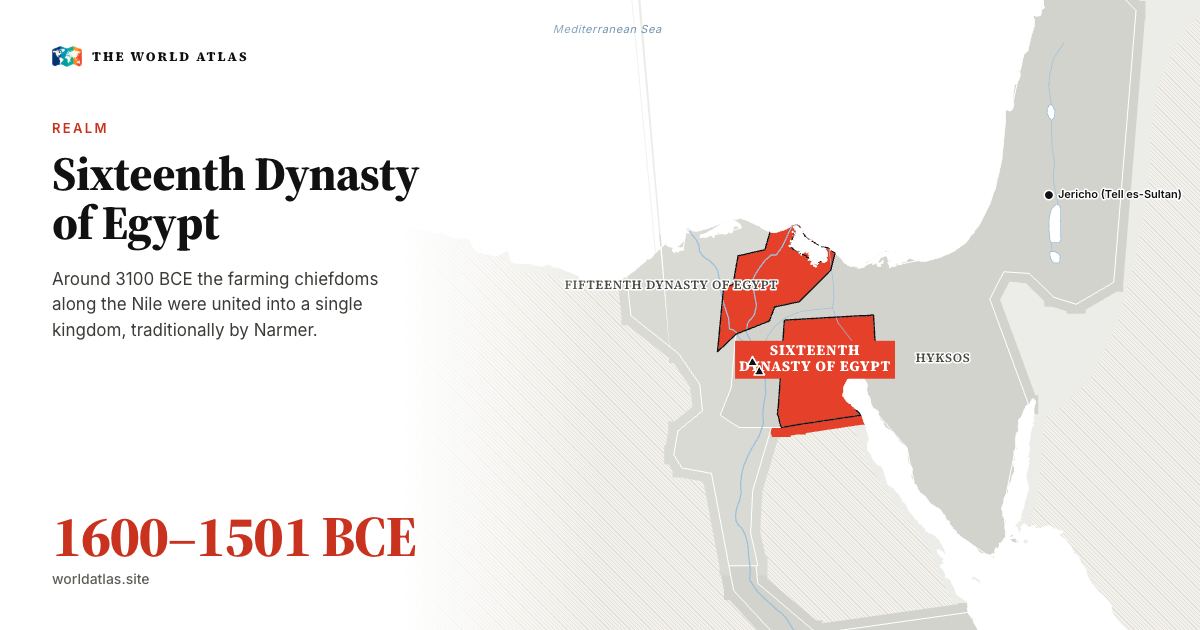 THE WORLD ATLAS
REALM
Sixteenth Dynasty
of Egypt
Around 3100 BCE the farming chiefdoms
along the Nile were united into a single
kingdom, traditionally by Narmer.
1600–1501 BCE
worldatlas.site
Mediterranean Sea
Jericho (Tell es-Sultan)
FIFTEENTH DYNASTY OF EGYPT
SIXTEENTH
DYNASTY OF EGYPT
HYKSOS